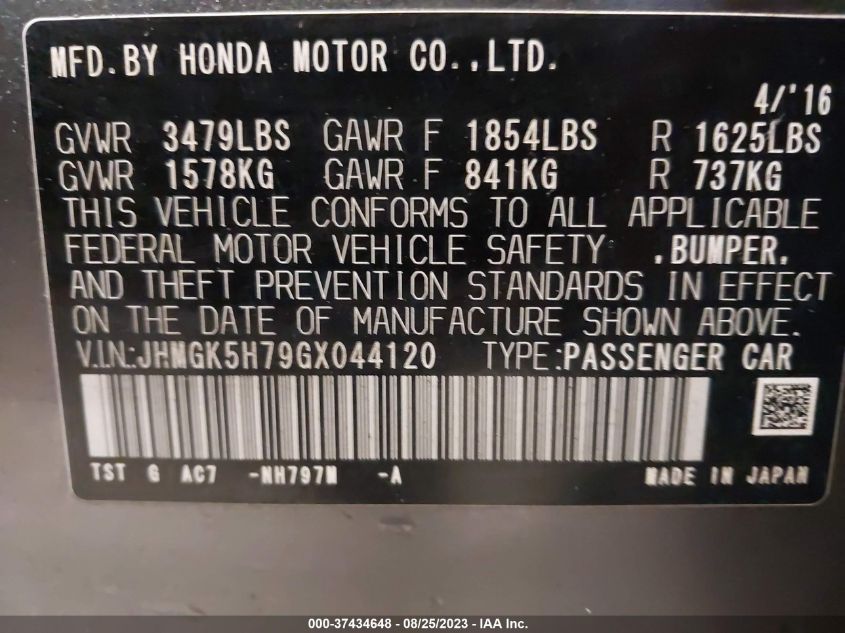 MFD. BY HONDA MOTOR CO., LTD.
4/'16
GVWR 3479LBS GAWR F 1854LBS R 1625LBS
GVWR 1578KG GAWR F 841KG R 737KG
THIS VEHICLE CONFORMS TO ALL APPLICABLE
FEDERAL MOTOR VEHICLE SAFETY , BUMPER,
AND THEFT PREVENTION STANDARDS IN EFFECT
ON THE DATE OF MANUFACTURE SHOWN ABOVE.
V.I.N.:JHMGK5H79GX044120 TYPE:PASSENGER CAR
TST G AC7 -NH797M -A MADE IN JAPAN
000-37434648 - 08/25/2023 - IAA Inc.